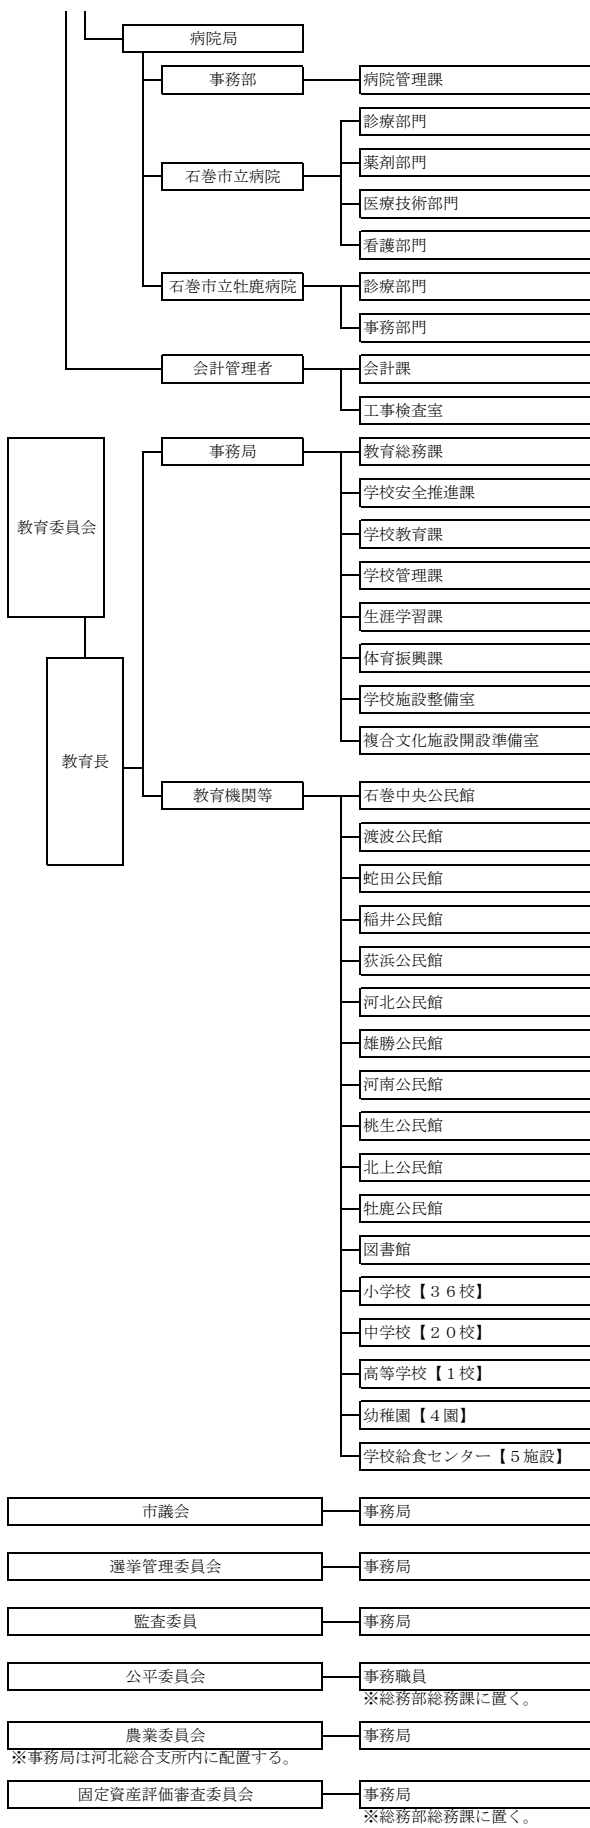 病院局
事務部
病院管理課
診療部門
薬剤部門
石巻市立病院
医療技術部門
看護部門
石巻市立牡鹿病院
診療部門
事務部門
会計管理者
会計課
工事検査室
教育委員会
事務局
教育総務課
学校安全推進課
学校教育課
学校管理課
生涯学習課
体育振興課
学校施設整備室
複合文化施設開設準備室
教育長
教育機関等
石巻中央公民館
渡波公民館
蛇田公民館
稲井公民館
荻浜公民館
河北公民館
雄勝公民館
河南公民館
桃生公民館
北上公民館
牡鹿公民館
図書館
小学校【３６校】
中学校【２０校】
高等学校【１校】
幼稚園【４園】
学校給食センター【５施設】
市議会
事務局
選挙管理委員会
事務局
監査委員
事務局
公平委員会
事務職員
※総務部総務課に置く。
農業委員会
事務局
※事務局は河北総合支所内に配置する。
固定資産評価審査委員会
事務局
※総務部総務課に置く。